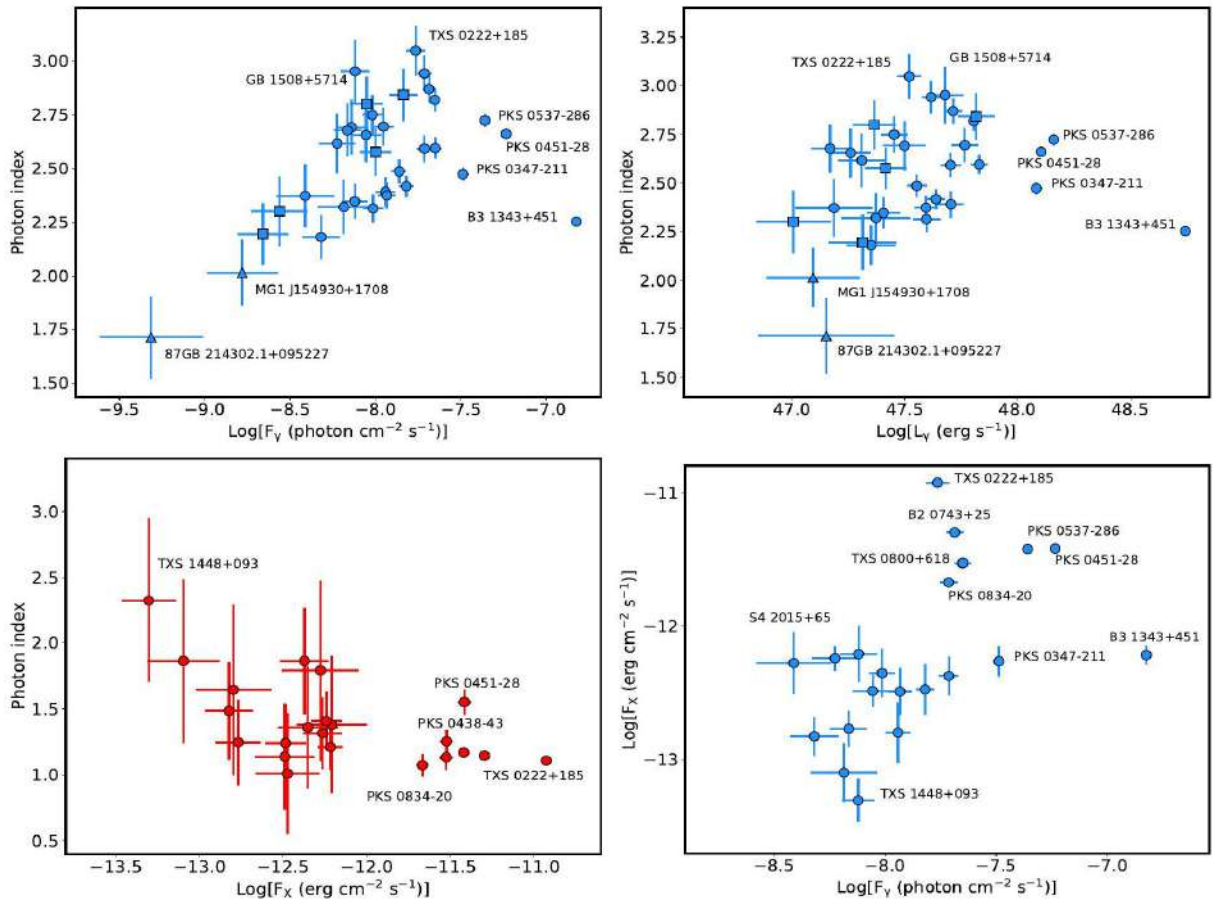 TXS 0222+185
GB 1508+5714
PKS 0537-286
PKS 0451-28
PKS 0347-211
B3 1343+451
MG1 J154930+1708
87GB 214302.1+095227
3.00
2.75
2.50
2.25
2.00
1.75
1.50
Photon index
−9.5 −9.0 −8.5 −8.0 −7.5 −7.0
Log[Fγ (photon cm⁻² s⁻¹)]
GB 1508+5714
TXS 0222+185
PKS 0537-286
PKS 0451-28
PKS 0347-211
B3 1343+451
MG1 J154930+1708
87GB 214302.1+095227
3.25
3.00
2.75
2.50
2.25
2.00
1.75
1.50
Photon index
47.0 47.5 48.0 48.5
Log[Lγ (erg s⁻¹)]
TXS 1448+093
PKS 0451-28
PKS 0438-43
TXS 0222+185
PKS 0834-20
3.0
2.5
2.0
1.5
1.0
0.5
Photon index
−13.5 −13.0 −12.5 −12.0 −11.5 −11.0
Log[FX (erg cm⁻² s⁻¹)]
TXS 0222+185
B2 0743+25
PKS 0537-286
TXS 0800+618
PKS 0451-28
PKS 0834-20
S4 2015+65
B3 1343+451
PKS 0347-211
TXS 1448+093
−11
−12
−13
Log[FX (erg cm⁻² s⁻¹)]
−8.5 −8.0 −7.5 −7.0
Log[Fγ (photon cm⁻² s⁻¹)]